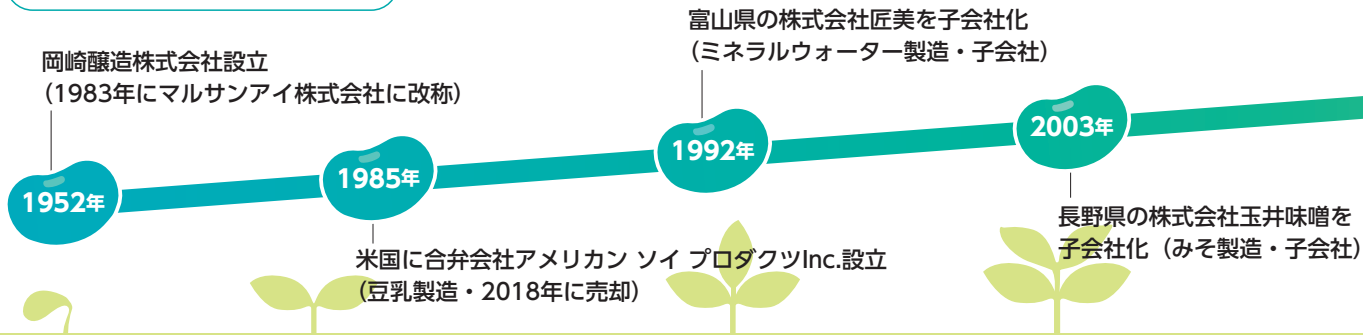 富山県の株式会社匠美を子会社化
（ミネラルウォーター製造・子会社）
岡崎醸造株式会社設立
（1983年にマルサンアイ株式会社に改称）
1952年
1985年
1992年
2003年
米国に合弁会社アメリカン ソイ プロダクツInc.設立
（豆乳製造・2018年に売却）
長野県の株式会社玉井味噌を
子会社化（みそ製造・子会社）